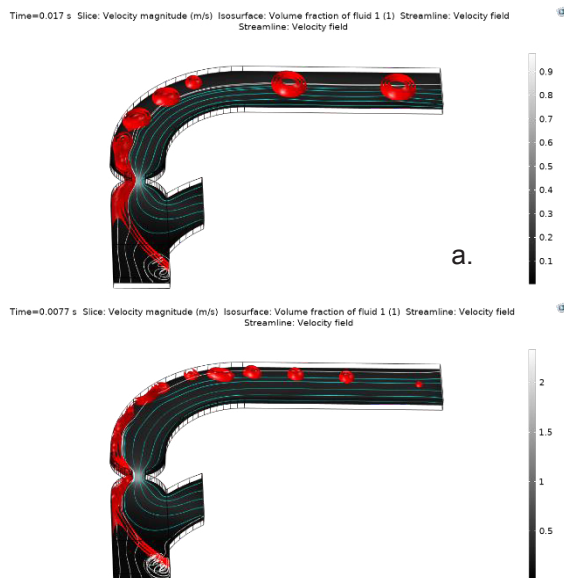 Time=0.017 s  Slice: Velocity magnitude (m/s)  Isosurface: Volume fraction of fluid 1 (1)  Streamline: Velocity field
Streamline: Velocity field
0.9
0.8
0.7
0.6
0.5
0.4
0.3
0.2
0.1
a.
Time=0.0077 s  Slice: Velocity magnitude (m/s)  Isosurface: Volume fraction of fluid 1 (1)  Streamline: Velocity field
Streamline: Velocity field
2
1.5
1
0.5